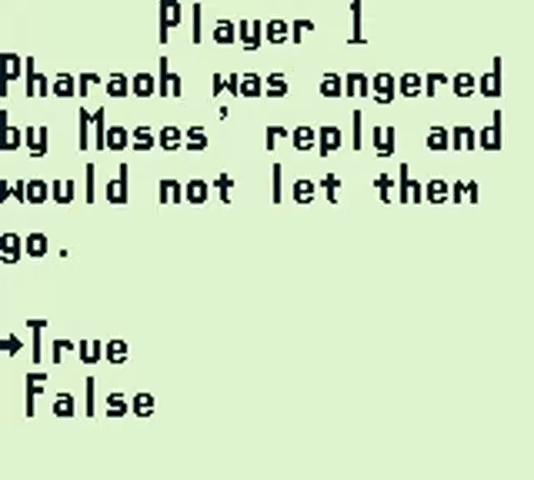 Player 1
Pharaoh was angered
by Moses' reply and
would not let them
go.
➔True
False